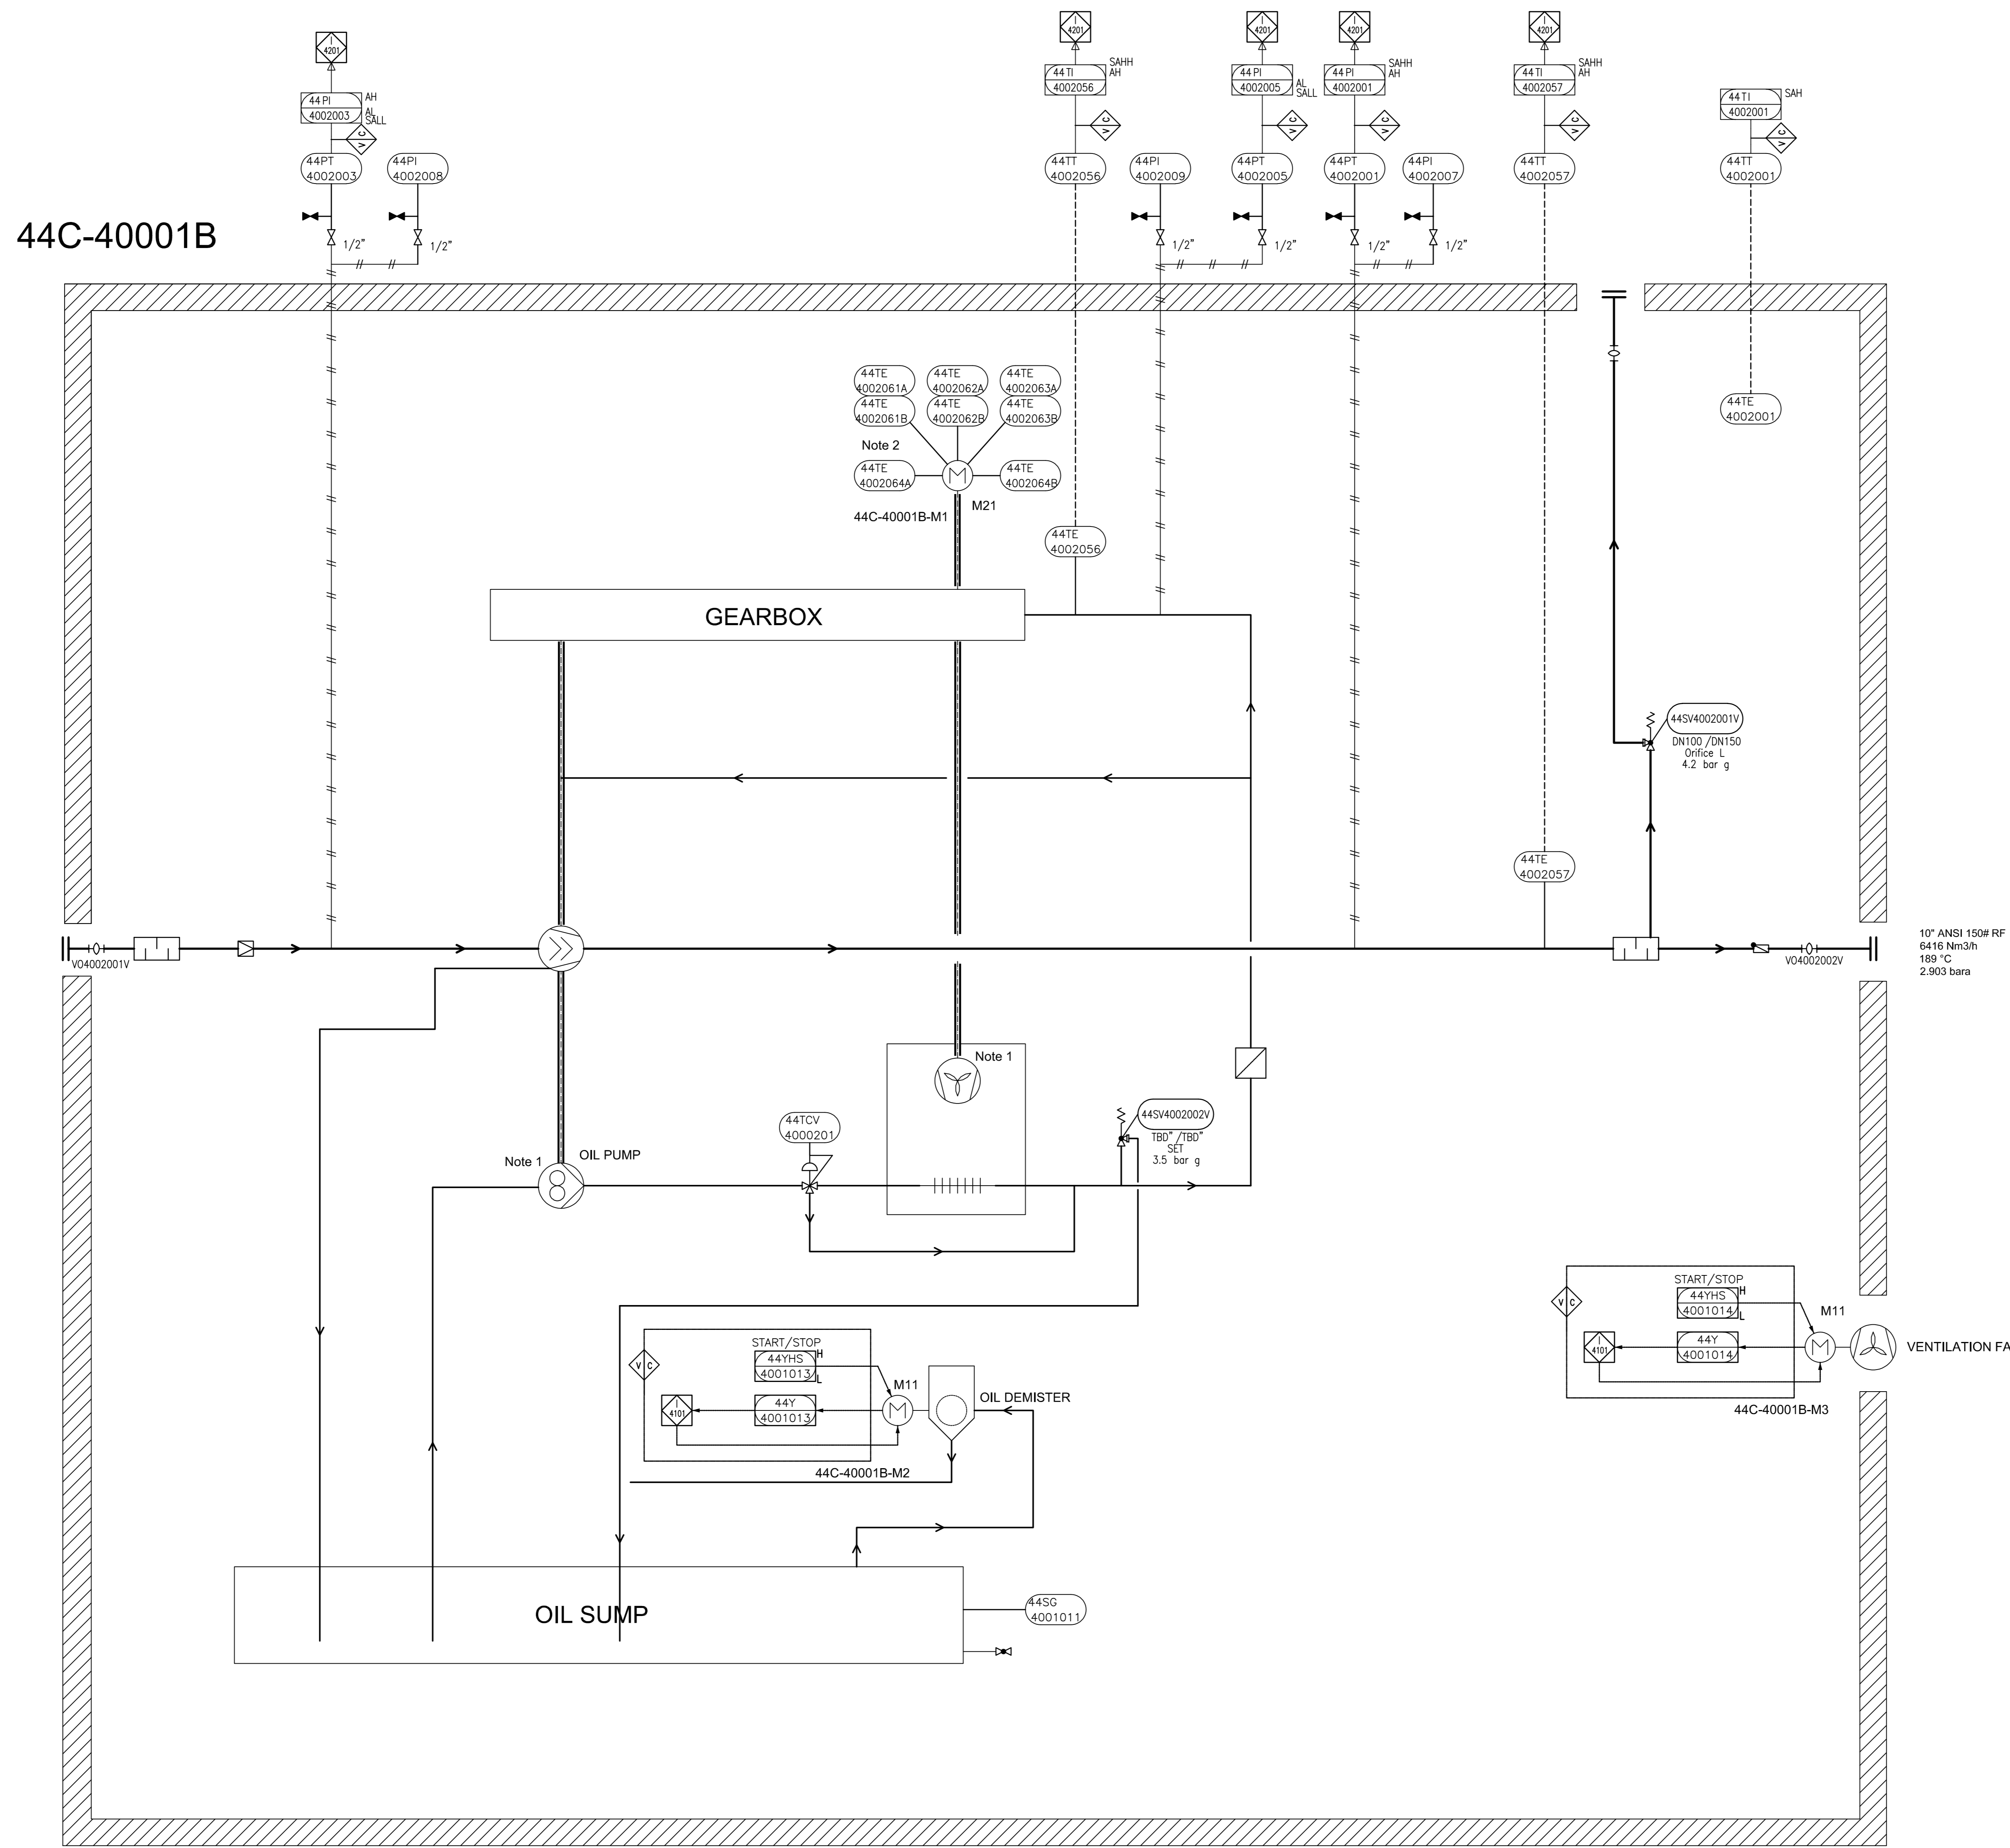 I
4201
I
4201
I
4201
I
4201
I
4201
44 PI
4002003
AH
AL
SALL
44 TI
4002056
SAHH
AH
44 PI
4002005
AL
SALL
44 PI
4002001
SAHH
AH
44 TI
4002057
SAHH
AH
44 TI
4002001
SAH
V C
V C
V C
V C
V C
V C
44PT
4002003
44PI
4002008
44TT
4002056
44PI
4002009
44PT
4002005
44PT
4002001
44PI
4002007
44TT
4002057
44TT
4002001
44C-40001B
1/2"
1/2"
1/2"
1/2"
1/2"
1/2"
44TE
4002061A
44TE
4002062A
44TE
4002063A
44TE
4002061B
44TE
4002062B
44TE
4002063B
44TE
4002001
Note 2
44TE
4002064A
M
44TE
4002064B
M21
44C-40001B-M1
44TE
4002056
GEARBOX
44SV4002001V
DN100 /DN150
Orifice L
4.2 bar g
44TE
4002057
VO4002001V
VO4002002V
10" ANSI 150# RF
6416 Nm3/h
189 °C
2.903 bara
Note 1
44TCV
4000201
44SV4002002V
TBD" /TBD"
SET
3.5 bar g
Note 1
OIL PUMP
START/STOP
44YHS
4001014
H
L
M11
V C
I
4101
44Y
4001014
M
VENTILATION FA
44C-40001B-M3
START/STOP
44YHS
4001013
H
L
M11
V C
I
4101
44Y
4001013
M
OIL DEMISTER
44C-40001B-M2
OIL SUMP
44SG
4001011